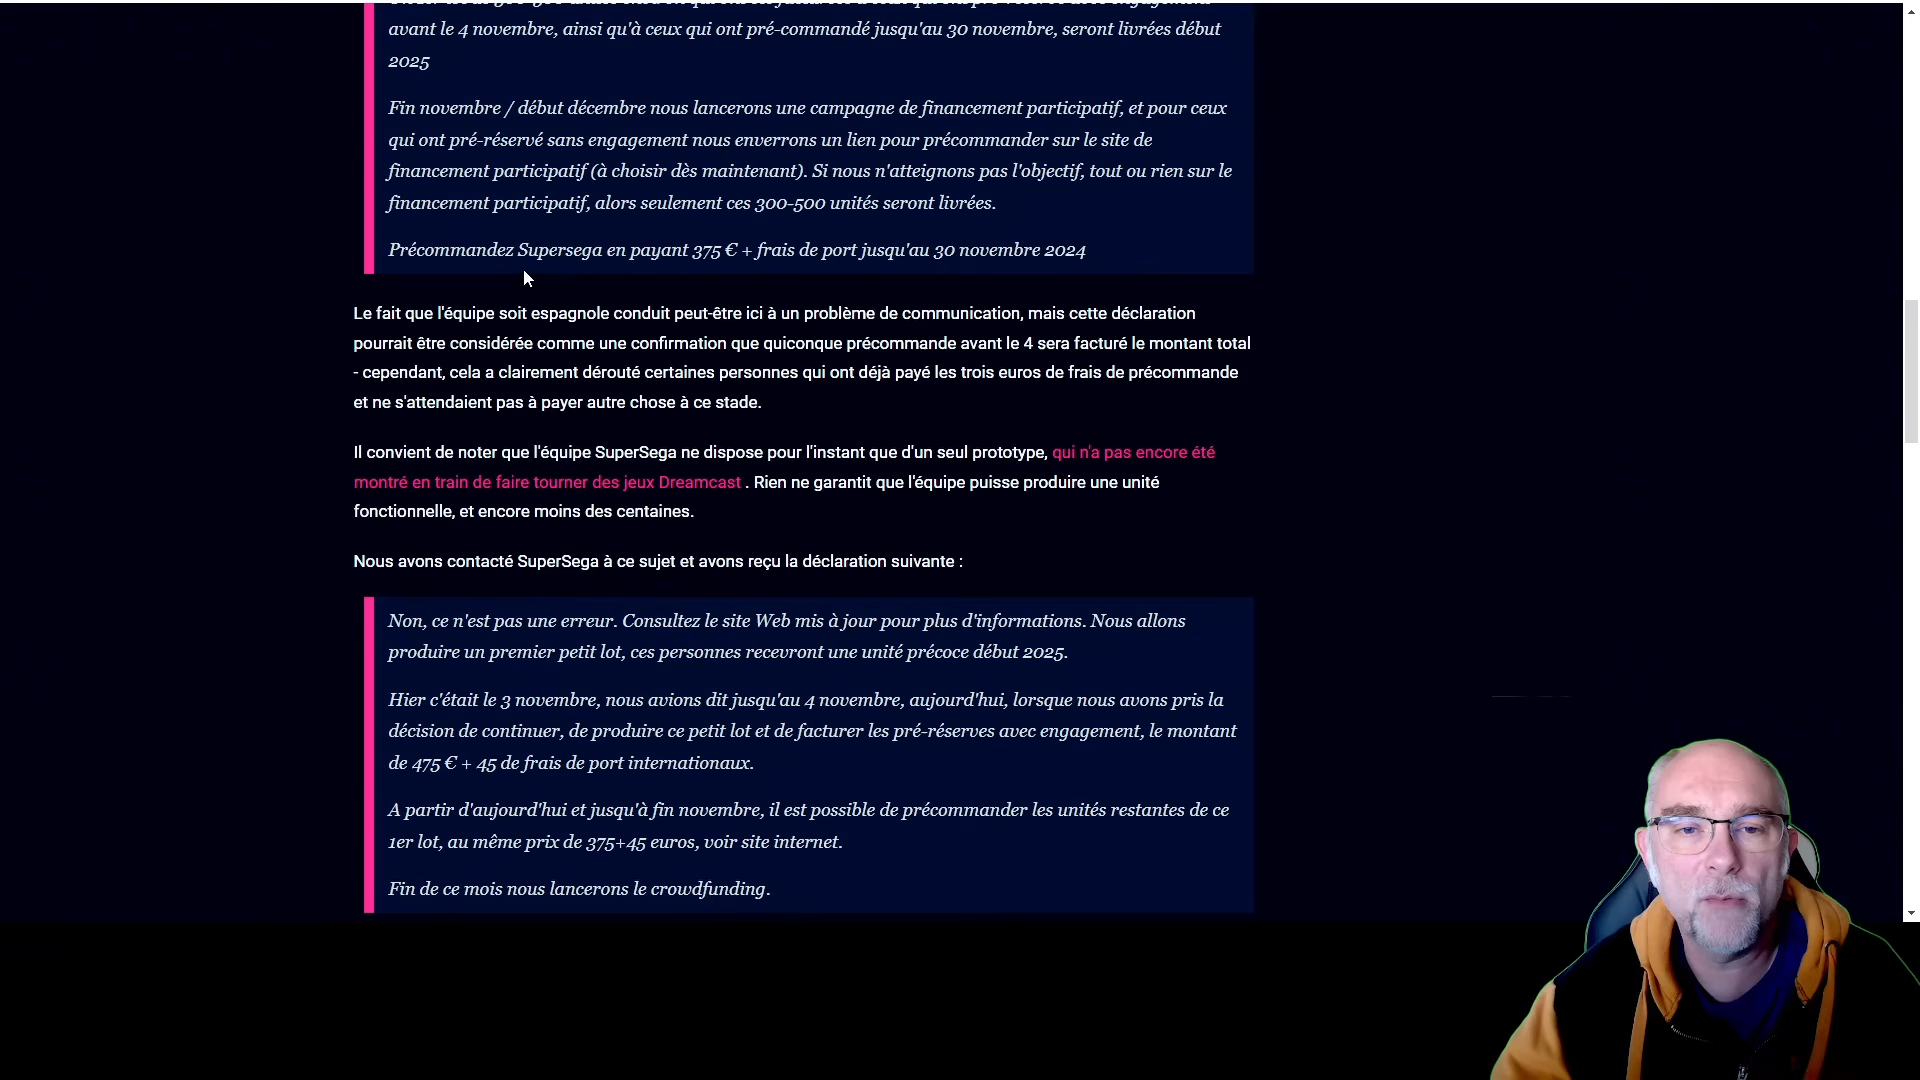 avant le 4 novembre, ainsi qu'à ceux qui ont pré-commandé jusqu'au 30 novembre, seront livrées début
2025
Fin novembre / début décembre nous lancerons une campagne de financement participatif, et pour ceux
qui ont pré-réservé sans engagement nous enverrons un lien pour précommander sur le site de
financement participatif (à choisir dès maintenant). Si nous n'atteignons pas l'objectif, tout ou rien sur le
financement participatif, alors seulement ces 300-500 unités seront livrées.
Précommandez Supersega en payant 375 € + frais de port jusqu'au 30 novembre 2024
Le fait que l'équipe soit espagnole conduit peut-être ici à un problème de communication, mais cette déclaration
pourrait être considérée comme une confirmation que quiconque précommande avant le 4 sera facturé le montant total
- cependant, cela a clairement dérouté certaines personnes qui ont déjà payé les trois euros de frais de précommande
et ne s'attendaient pas à payer autre chose à ce stade.
Il convient de noter que l'équipe SuperSega ne dispose pour l'instant que d'un seul prototype, qui n'a pas encore été
montré en train de faire tourner des jeux Dreamcast . Rien ne garantit que l'équipe puisse produire une unité
fonctionnelle, et encore moins des centaines.
Nous avons contacté SuperSega à ce sujet et avons reçu la déclaration suivante :
Non, ce n'est pas une erreur. Consultez le site Web mis à jour pour plus d'informations. Nous allons
produire un premier petit lot, ces personnes recevront une unité précoce début 2025.
Hier c'était le 3 novembre, nous avions dit jusqu'au 4 novembre, aujourd'hui, lorsque nous avons pris la
décision de continuer, de produire ce petit lot et de facturer les pré-réserves avec engagement, le montant
de 475 € + 45 de frais de port internationaux.
A partir d'aujourd'hui et jusqu'à fin novembre, il est possible de précommander les unités restantes de ce
1er lot, au même prix de 375+45 euros, voir site internet.
Fin de ce mois nous lancerons le crowdfunding.